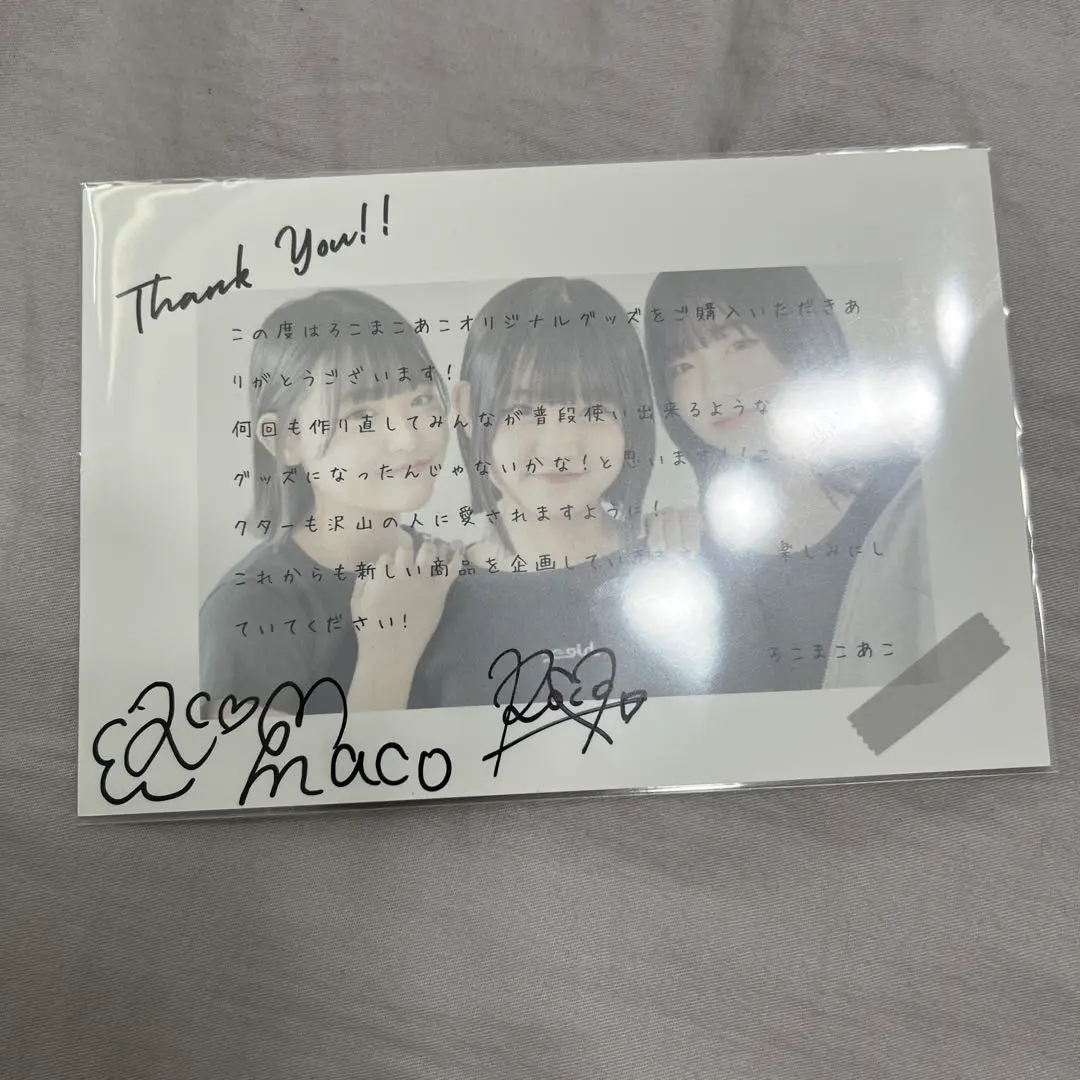 Thank You!!
この度はろこまこあこオリジナルグッズをご購入いただきあ
りがとうございます!
何回も作り直してみんなが普段使い出来るような
グッズになったんじゃないかな!と思います!
クターも沢山の人に愛されますように!
これからも新しい商品を企画して 楽しみにし
ていてください!
ろこまこあこ
maco